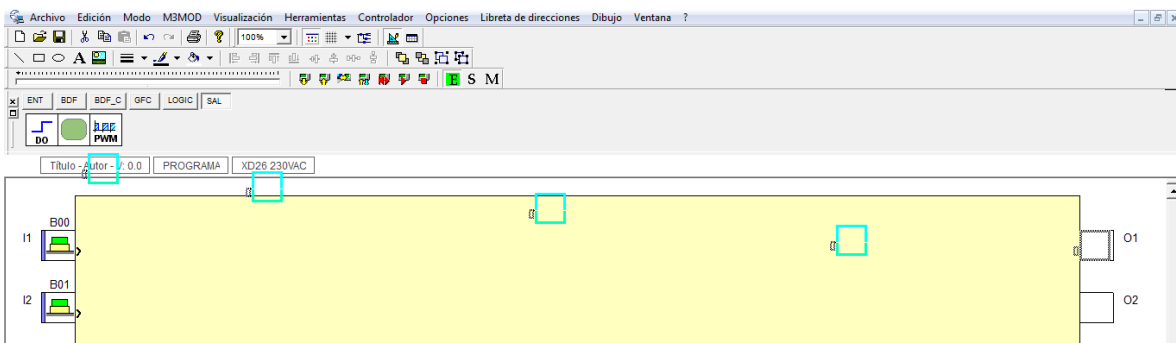 Archivo Edición Modo M3MOD Visualización Herramientas Controlador Opciones Libreta de direcciones Dibujo Ventana ?
100%
A
E S M
ENT BDF BDF_C GFC LOGIC SAL
DO PWM
Título - Autor - V: 0.0 PROGRAMA XD26 230VAC
B00
I1 O1
B01
I2 O2